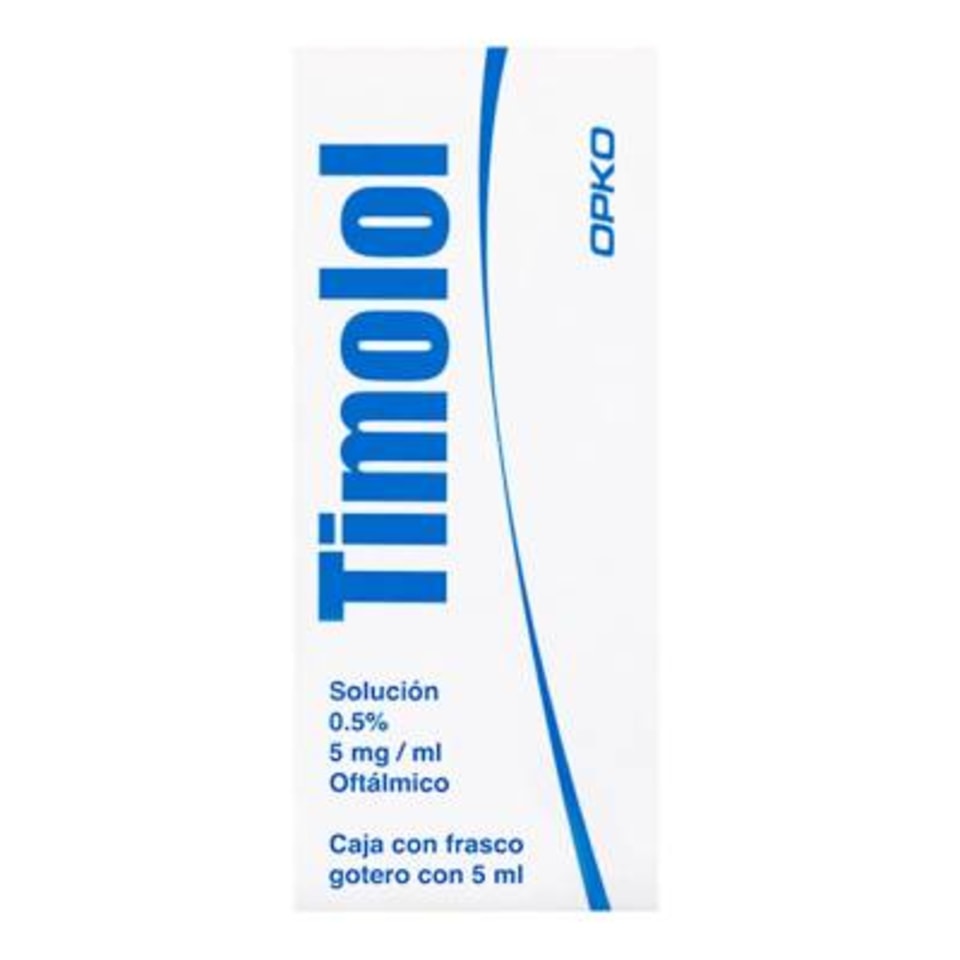 Timolol
OPKO
Solución
0.5%
5 mg / ml
Oftálmico
Caja con frasco
gotero con 5 ml